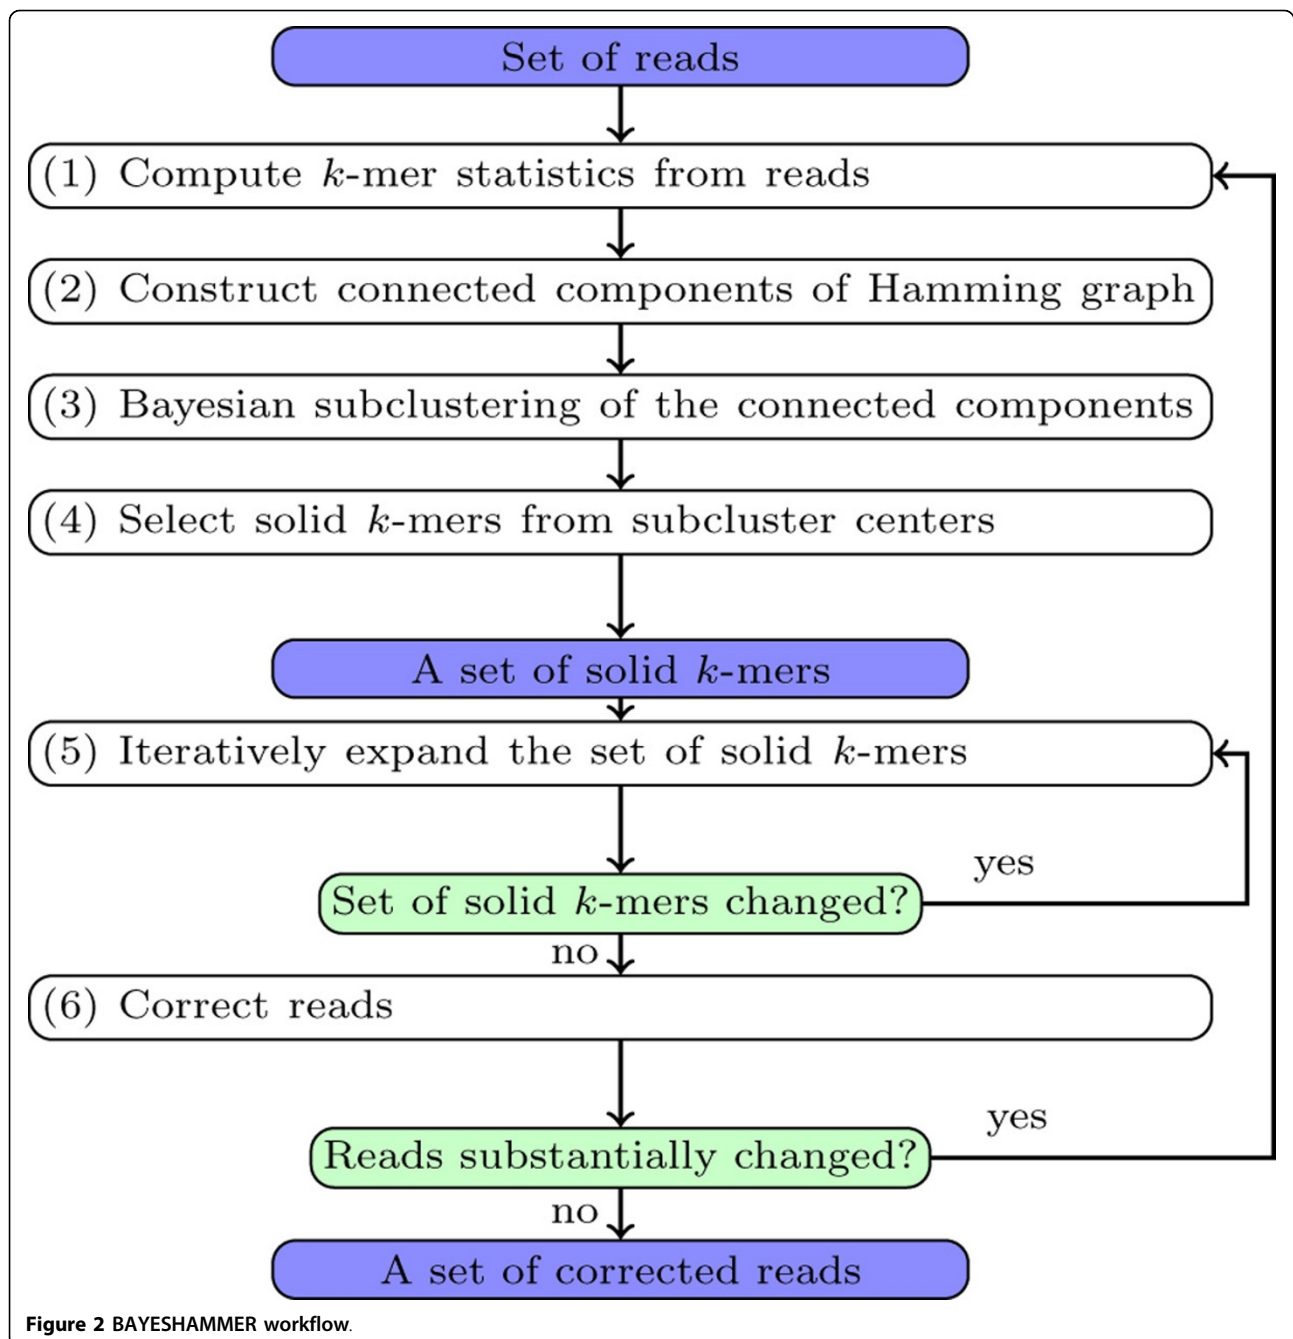 Set of reads
(1) Compute k-mer statistics from reads
(2) Construct connected components of Hamming graph
(3) Bayesian subclustering of the connected components
(4) Select solid k-mers from subcluster centers
A set of solid k-mers
(5) Iteratively expand the set of solid k-mers
yes
Set of solid k-mers changed?
no
(6) Correct reads
yes
Reads substantially changed?
no
A set of corrected reads
Figure 2 BAYESHAMMER workflow.